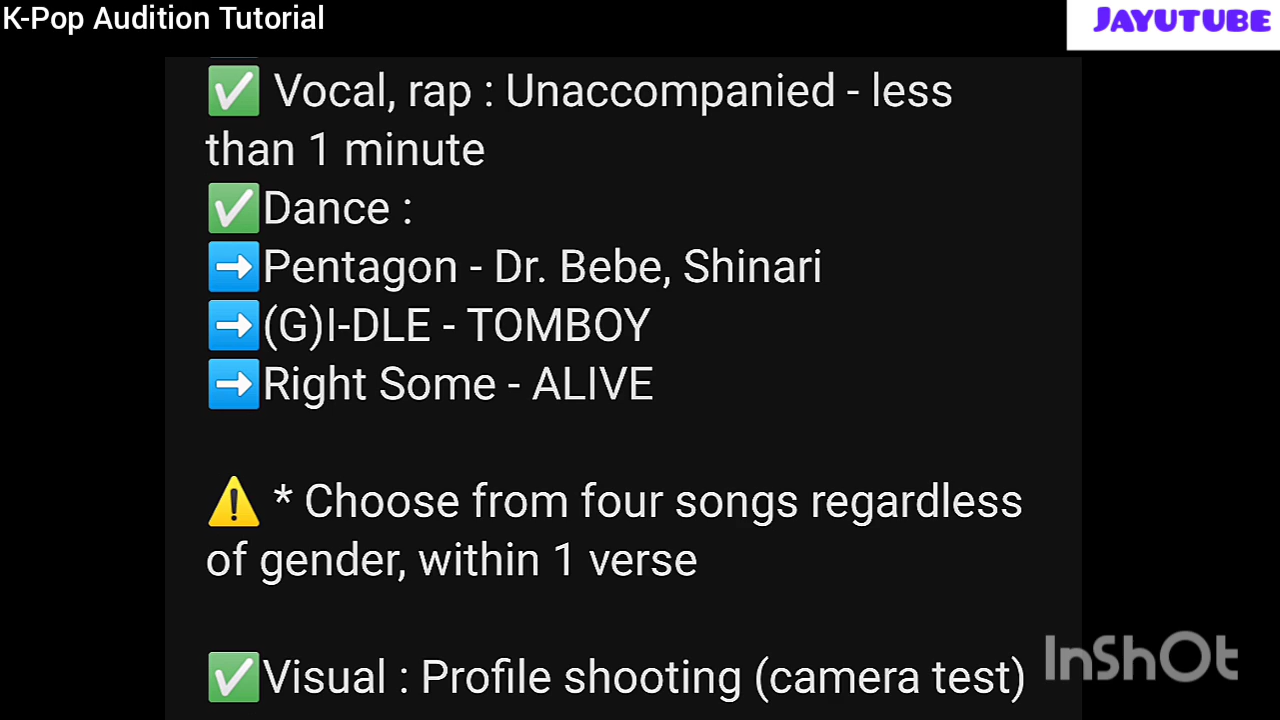 K-Pop Audition Tutorial
JAYUTUBE
✅ Vocal, rap : Unaccompanied - less
than 1 minute
✅Dance :
➡Pentagon - Dr. Bebe, Shinari
➡(G)I-DLE - TOMBOY
➡Right Some - ALIVE
⚠ * Choose from four songs regardless
of gender, within 1 verse
✅Visual : Profile shooting (camera test)
InShOt